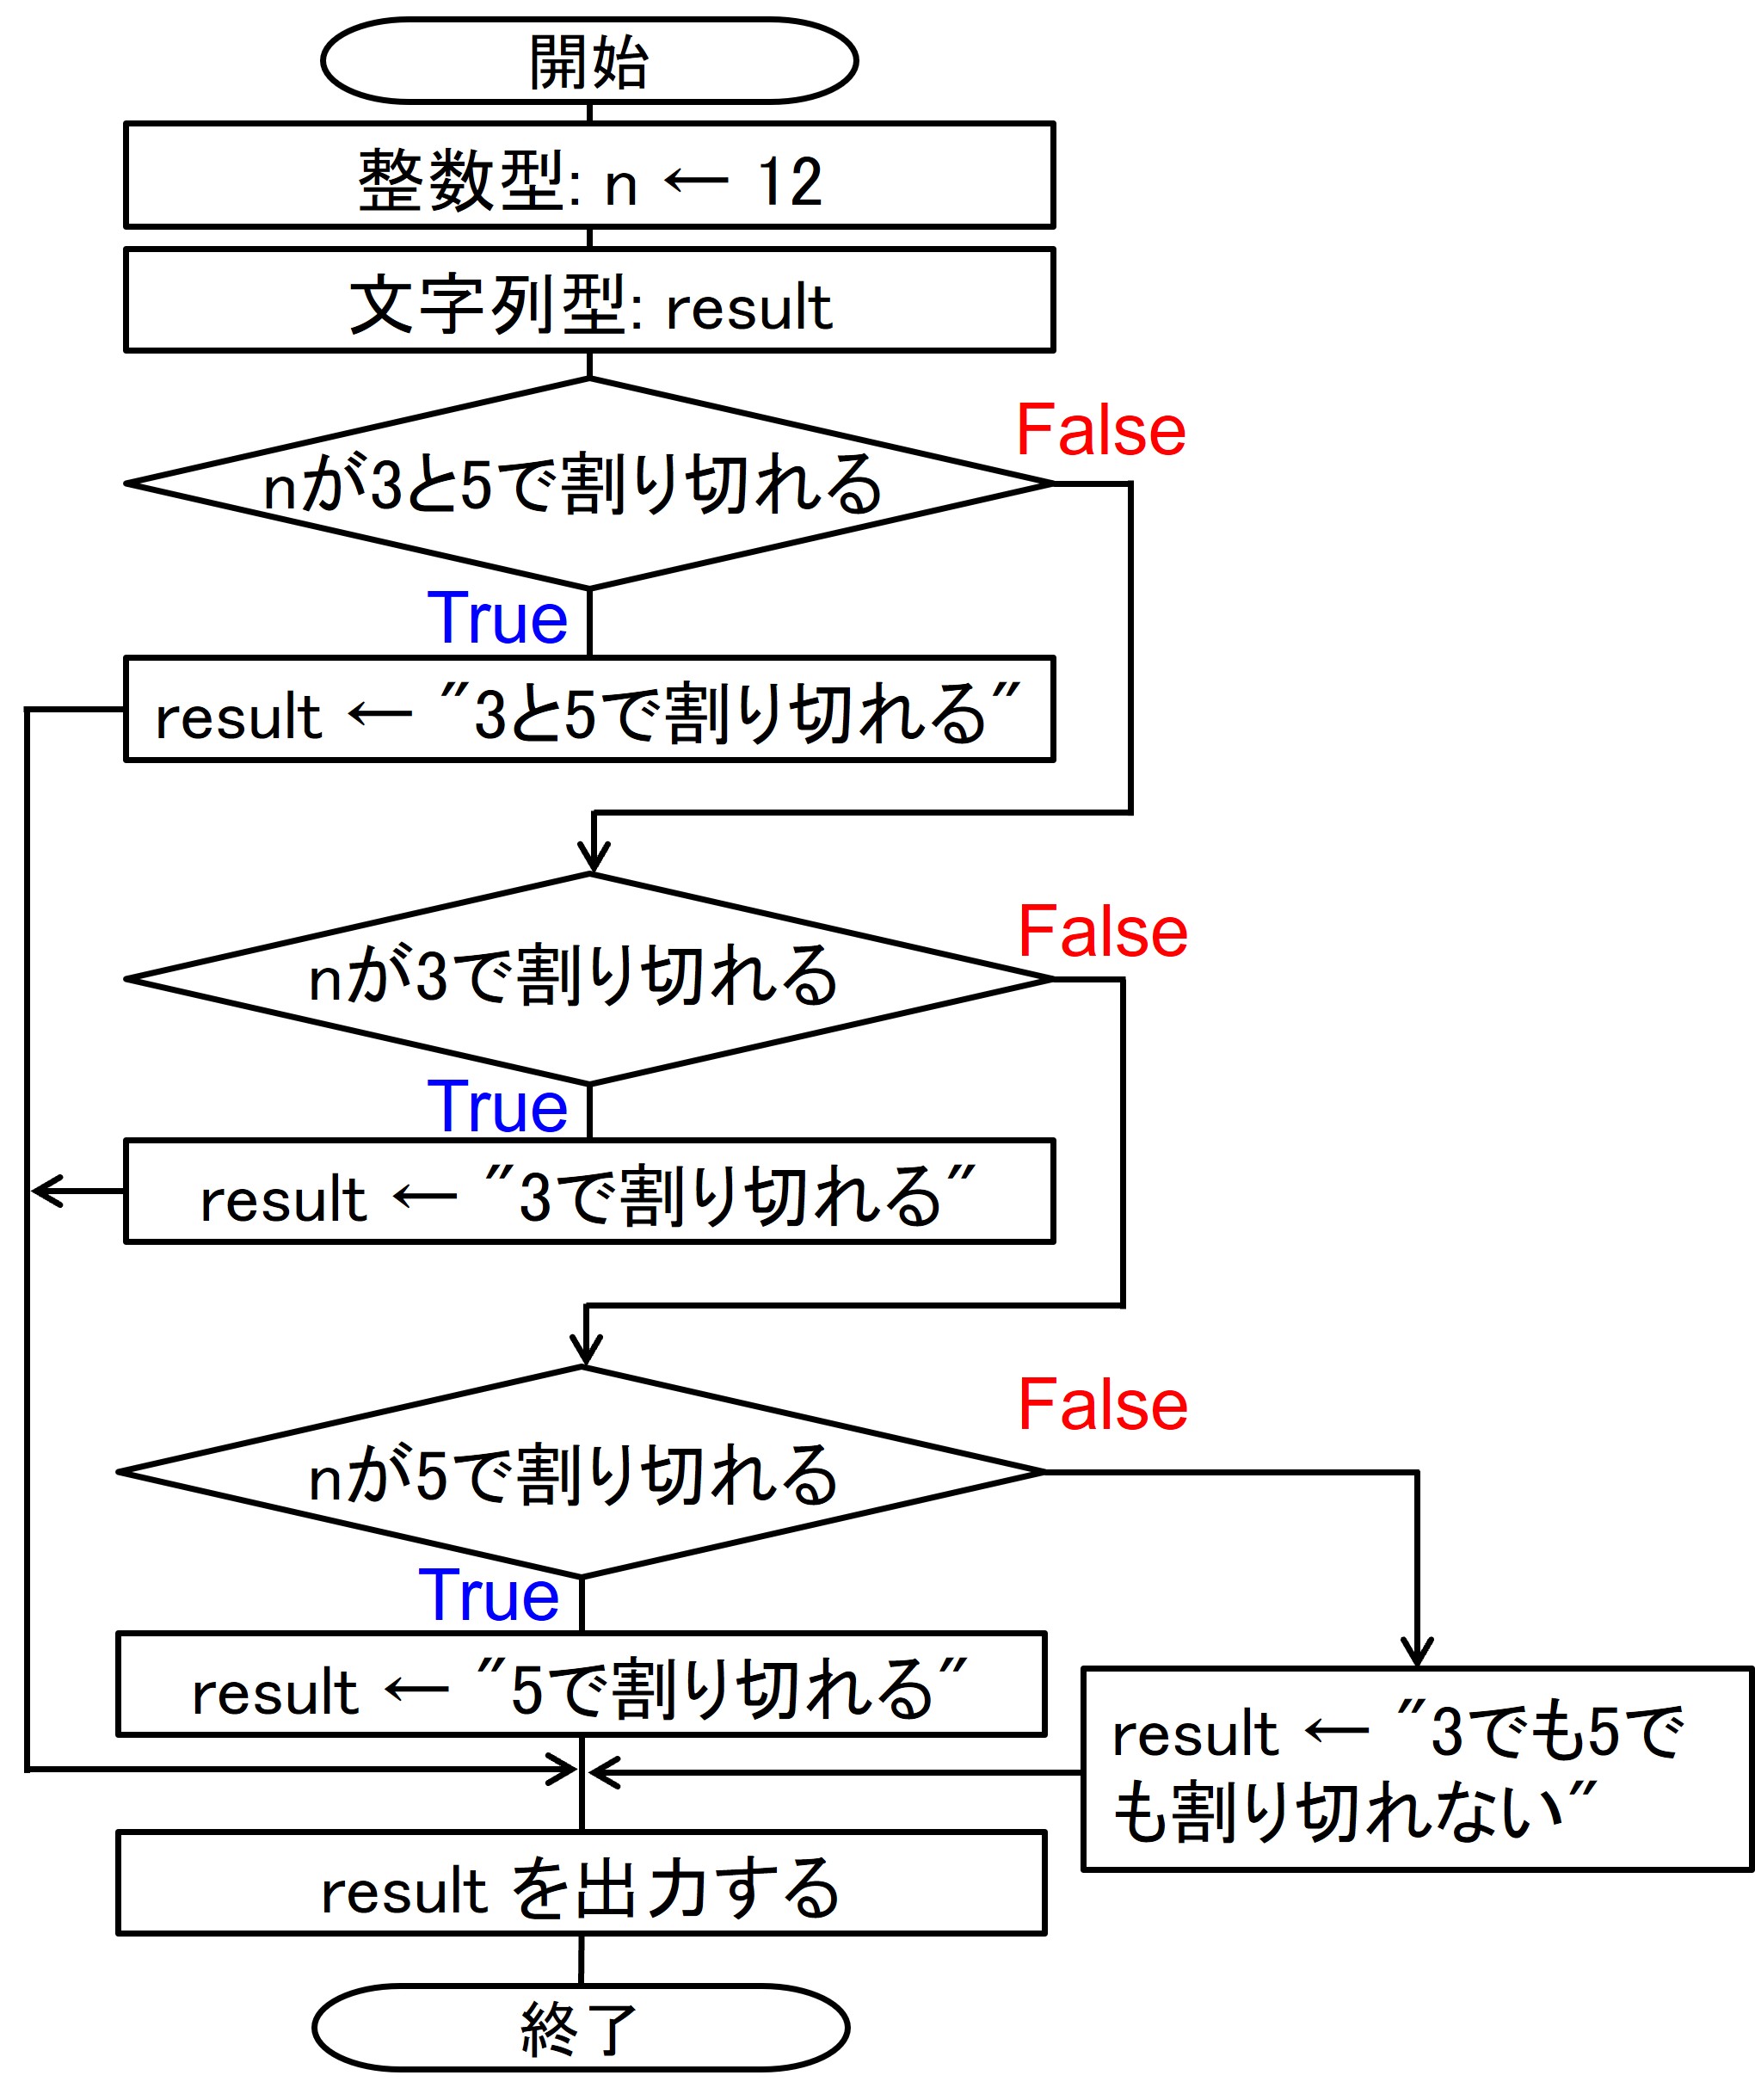 開始
整数型: n ← 12
文字列型: result
nが3と5で割り切れる
False
True
result ← "3と5で割り切れる"
nが3で割り切れる
False
True
result ← "3で割り切れる"
nが5で割り切れる
False
True
result ← "5で割り切れる"
result ← "3でも5で
も割り切れない"
result を出力する
終了